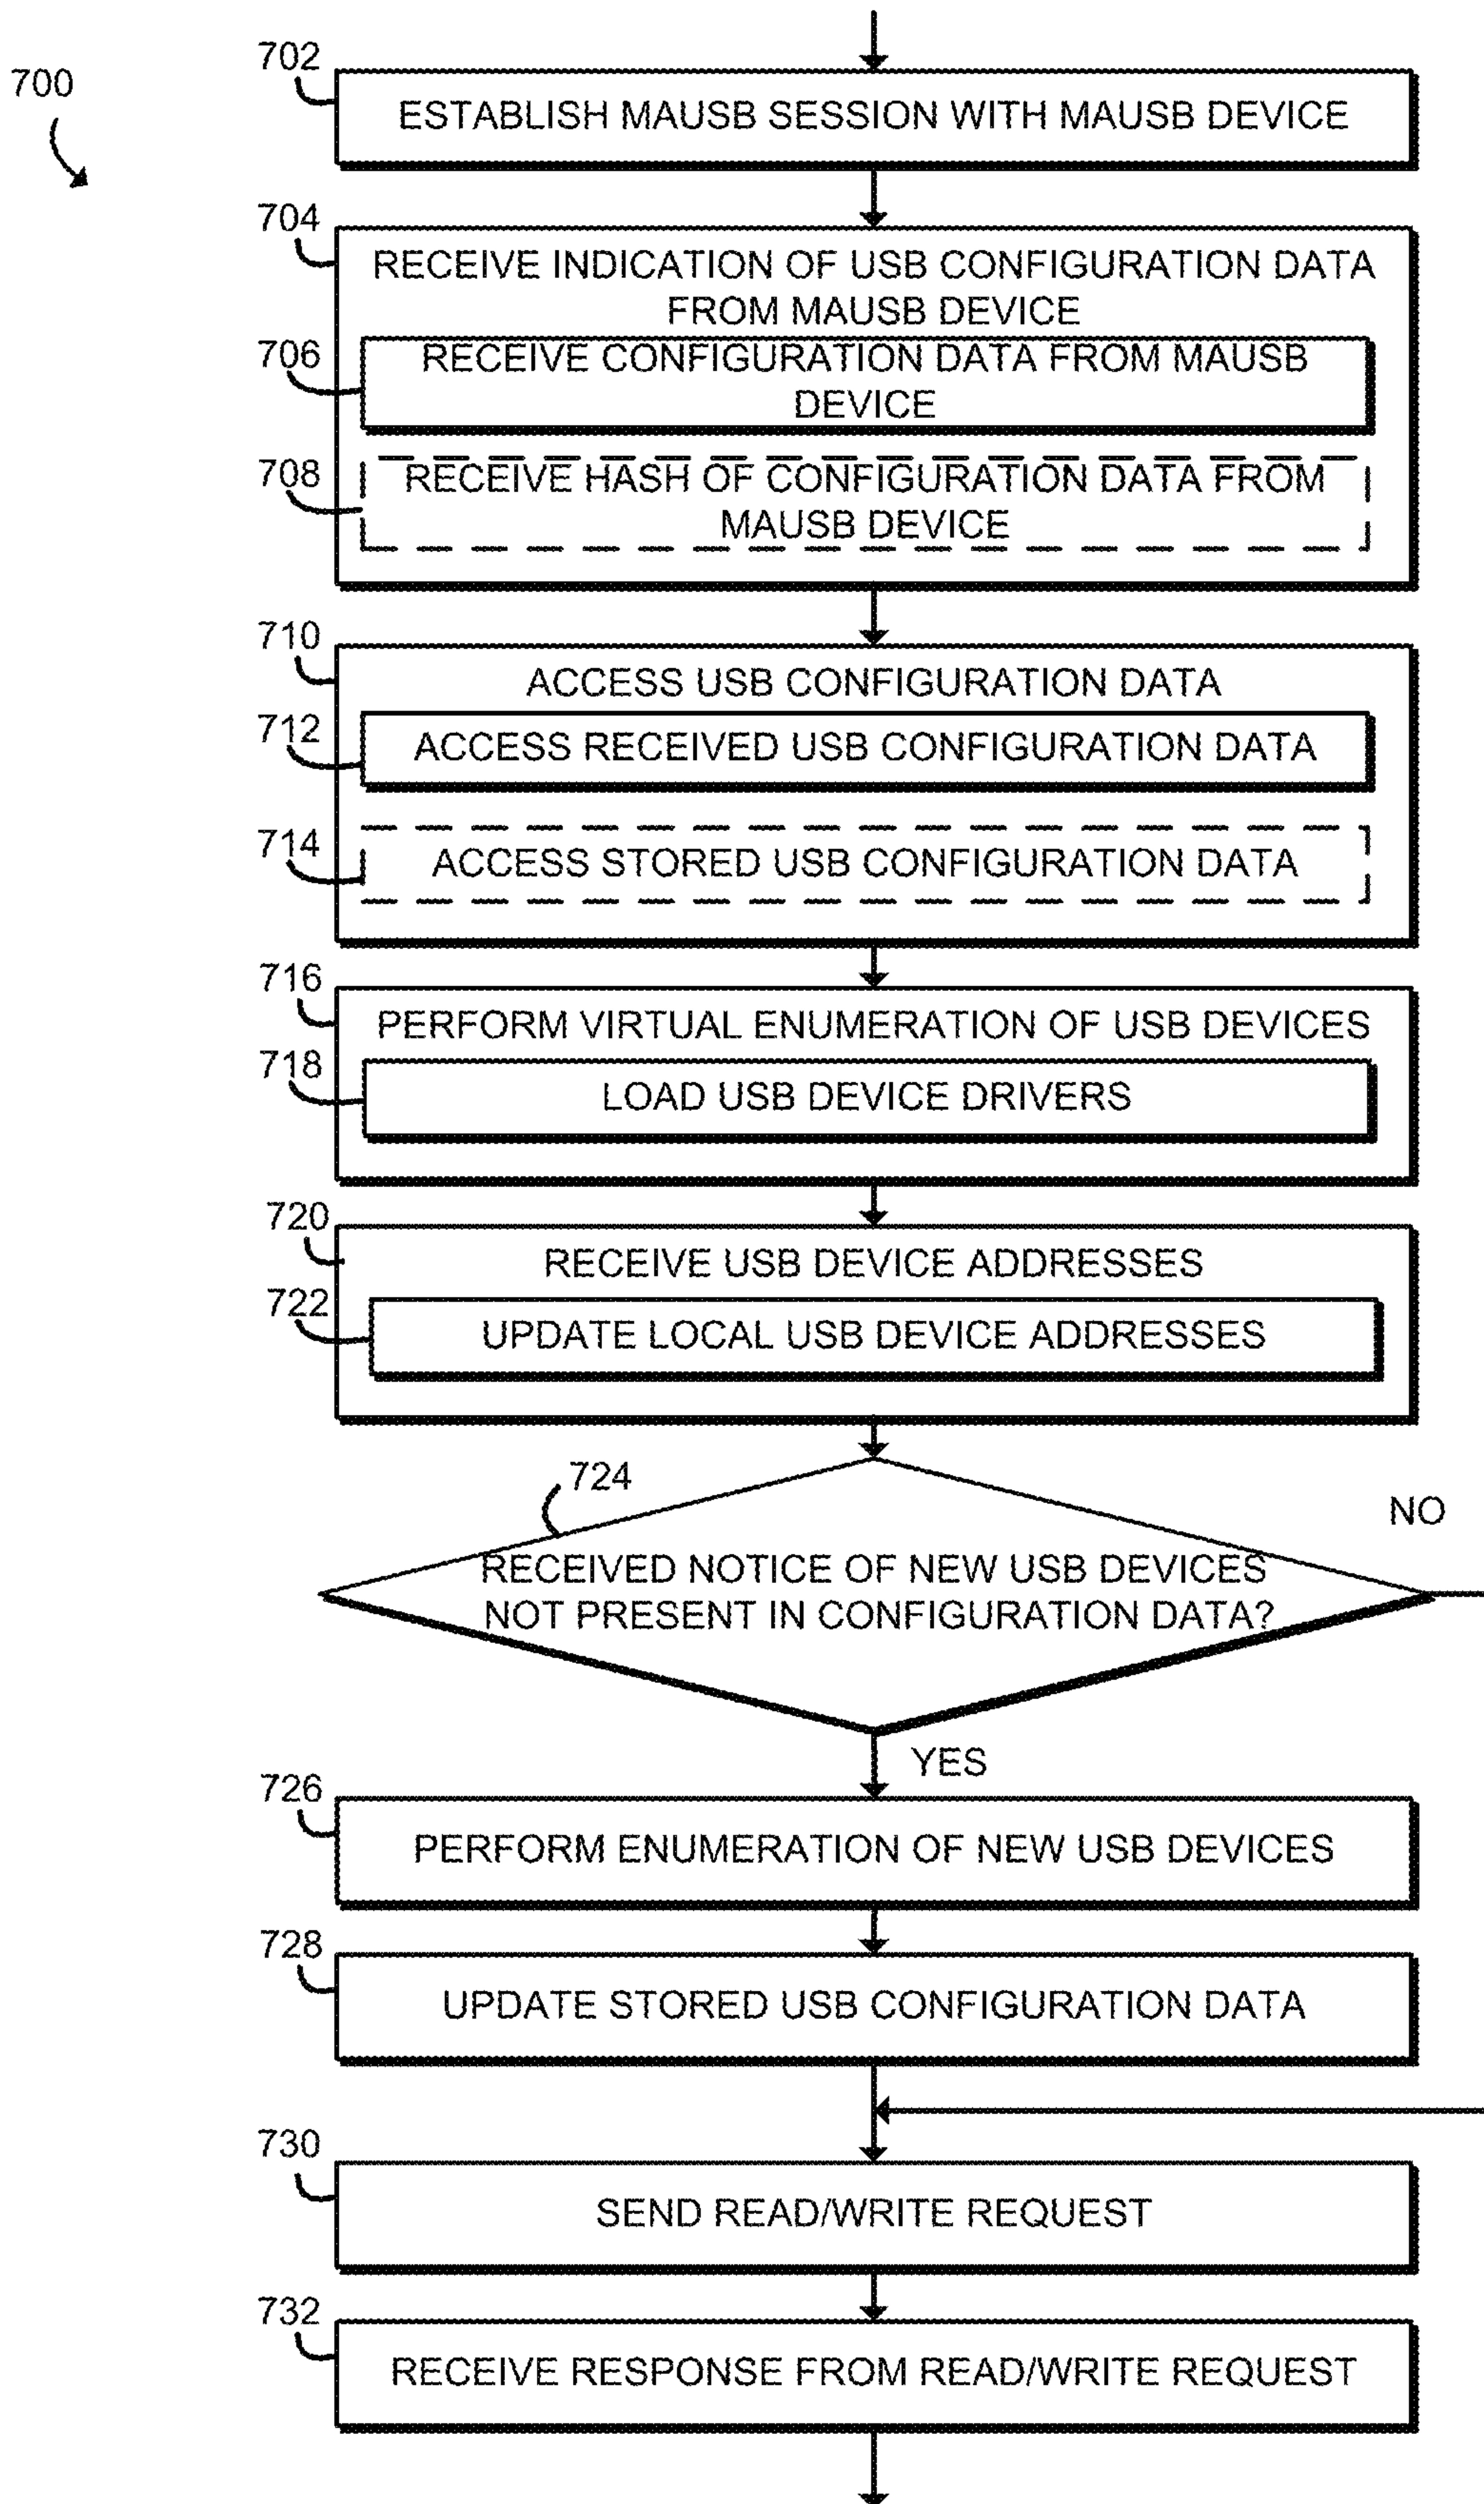 700
702
ESTABLISH MAUSB SESSION WITH MAUSB DEVICE
704
RECEIVE INDICATION OF USB CONFIGURATION DATA
FROM MAUSB DEVICE
706
RECEIVE CONFIGURATION DATA FROM MAUSB
DEVICE
708
RECEIVE HASH OF CONFIGURATION DATA FROM
MAUSB DEVICE
710
ACCESS USB CONFIGURATION DATA
712
ACCESS RECEIVED USB CONFIGURATION DATA
714
ACCESS STORED USB CONFIGURATION DATA
716
PERFORM VIRTUAL ENUMERATION OF USB DEVICES
718
LOAD USB DEVICE DRIVERS
720
RECEIVE USB DEVICE ADDRESSES
722
UPDATE LOCAL USB DEVICE ADDRESSES
724
NO
RECEIVED NOTICE OF NEW USB DEVICES
NOT PRESENT IN CONFIGURATION DATA?
YES
726
PERFORM ENUMERATION OF NEW USB DEVICES
728
UPDATE STORED USB CONFIGURATION DATA
730
SEND READ/WRITE REQUEST
732
RECEIVE RESPONSE FROM READ/WRITE REQUEST